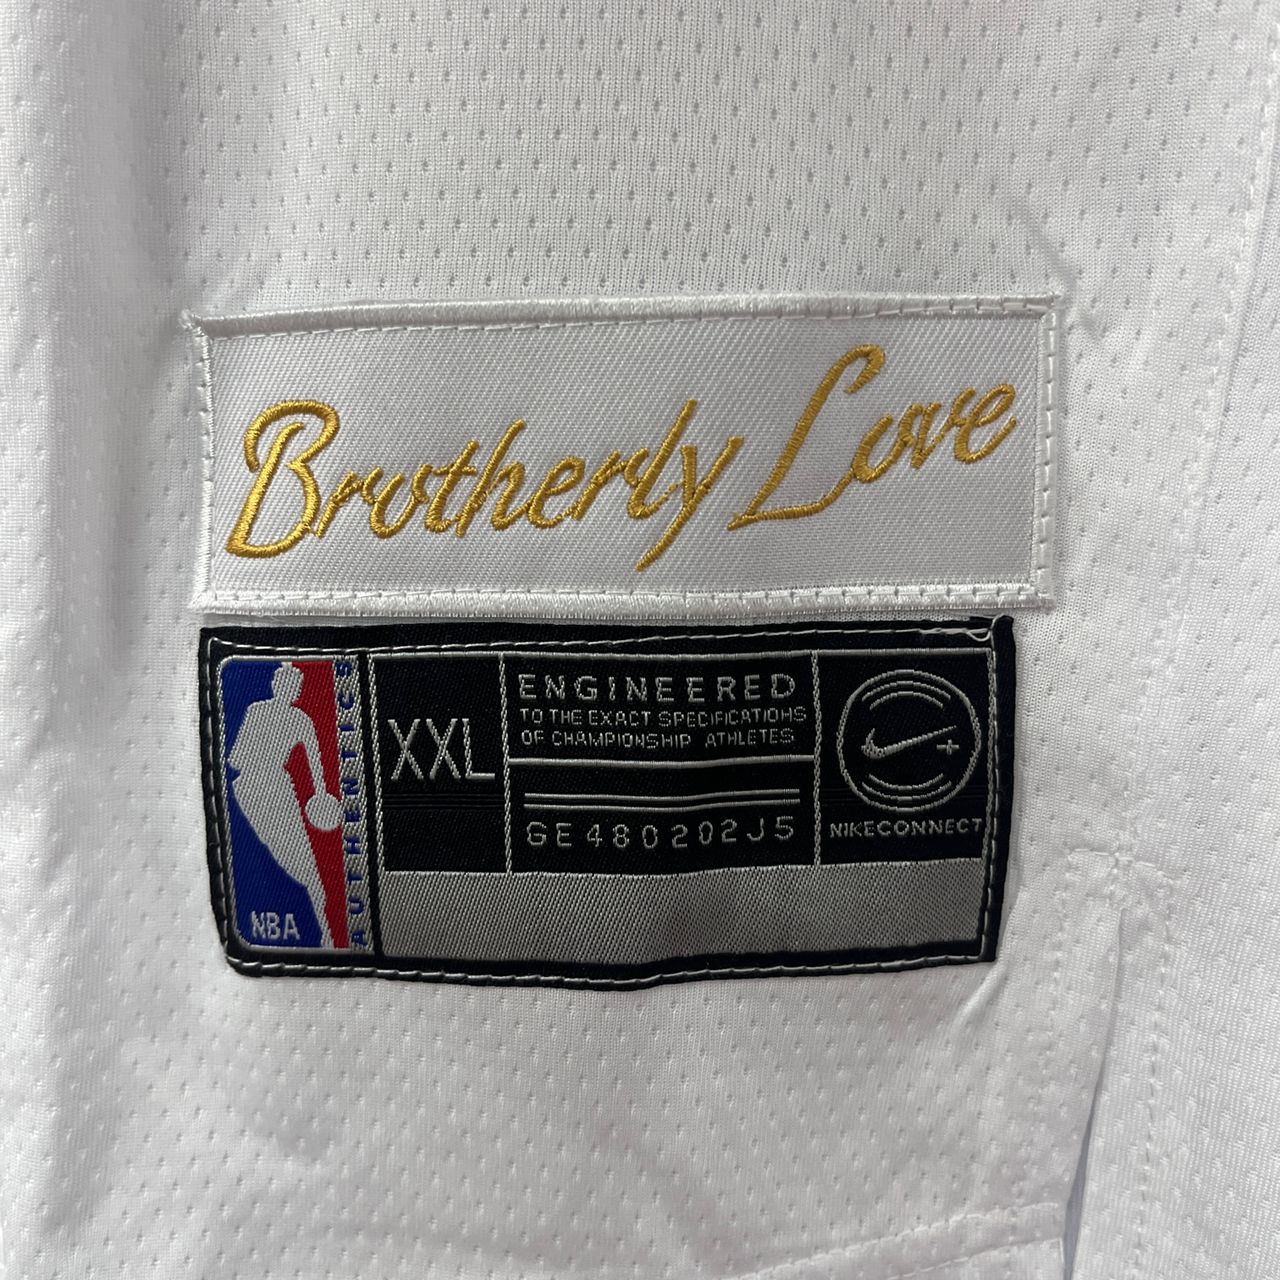 Brotherly Love
NBA
AUTHENTICS
XXL
ENGINEERED
TO THE EXACT SPECIFICATIONS
OF CHAMPIONSHIP ATHLETES
GE480202J5
NIKECONNECT